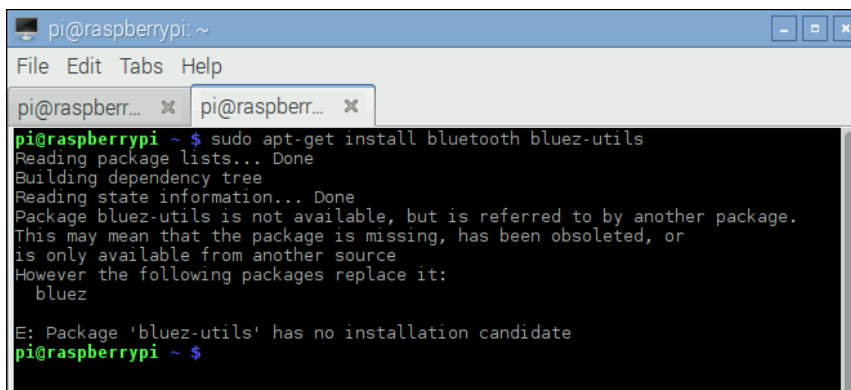 pi@raspberrypi: ~
File Edit Tabs Help
pi@raspberr... pi@raspberr...
pi@raspberrypi ~ $ sudo apt-get install bluetooth bluez-utils
Reading package lists... Done
Building dependency tree
Reading state information... Done
Package bluez-utils is not available, but is referred to by another package.
This may mean that the package is missing, has been obsoleted, or
is only available from another source
However the following packages replace it:
bluez
E: Package 'bluez-utils' has no installation candidate
pi@raspberrypi ~ $